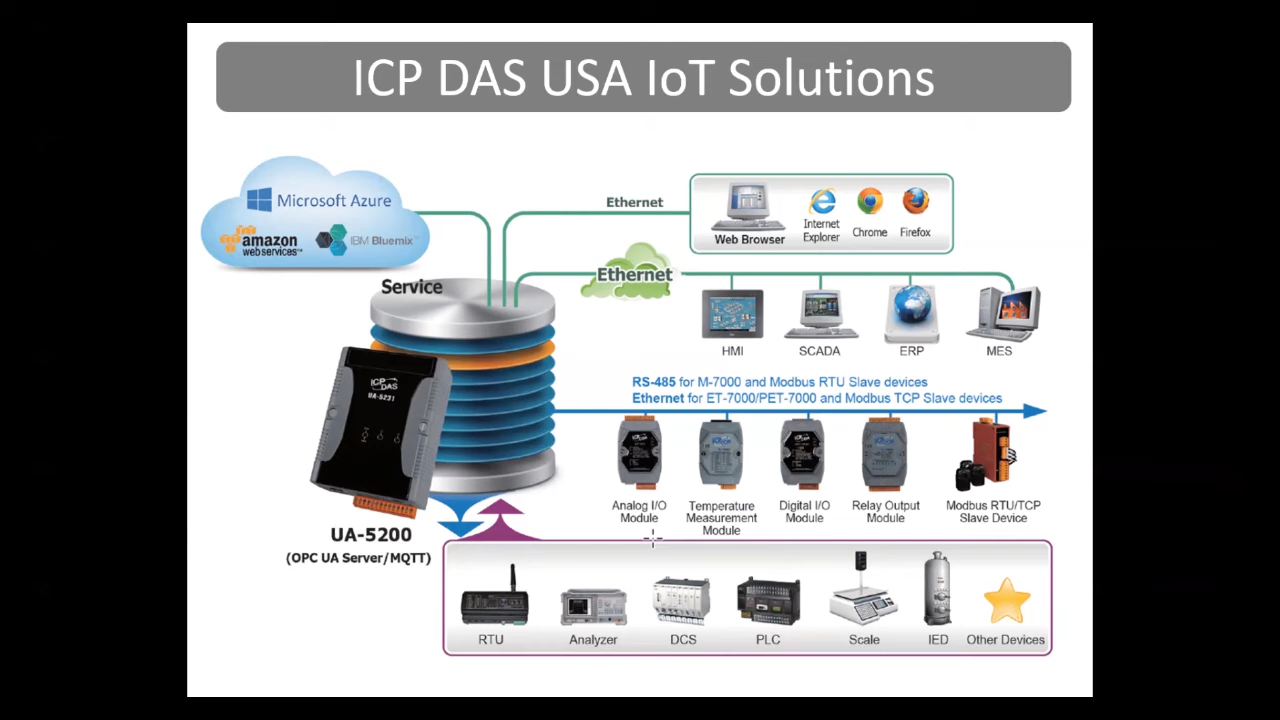 ICP DAS USA IoT Solutions
Microsoft Azure
amazon
webservices™
IBM Bluemix™
Ethernet
Web Browser
Internet
Explorer
Chrome
Firefox
Service
Ethernet
HMI
SCADA
ERP
MES
RS-485 for M-7000 and Modbus RTU Slave devices
Ethernet for ET-7000/PET-7000 and Modbus TCP Slave devices
ICP
DAS
UA-5231
Analog I/O
Module
Temperature
Measurement
Module
Digital I/O
Module
Relay Output
Module
Modbus RTU/TCP
Slave Device
UA-5200
(OPC UA Server/MQTT)
RTU
Analyzer
DCS
PLC
Scale
IED
Other Devices